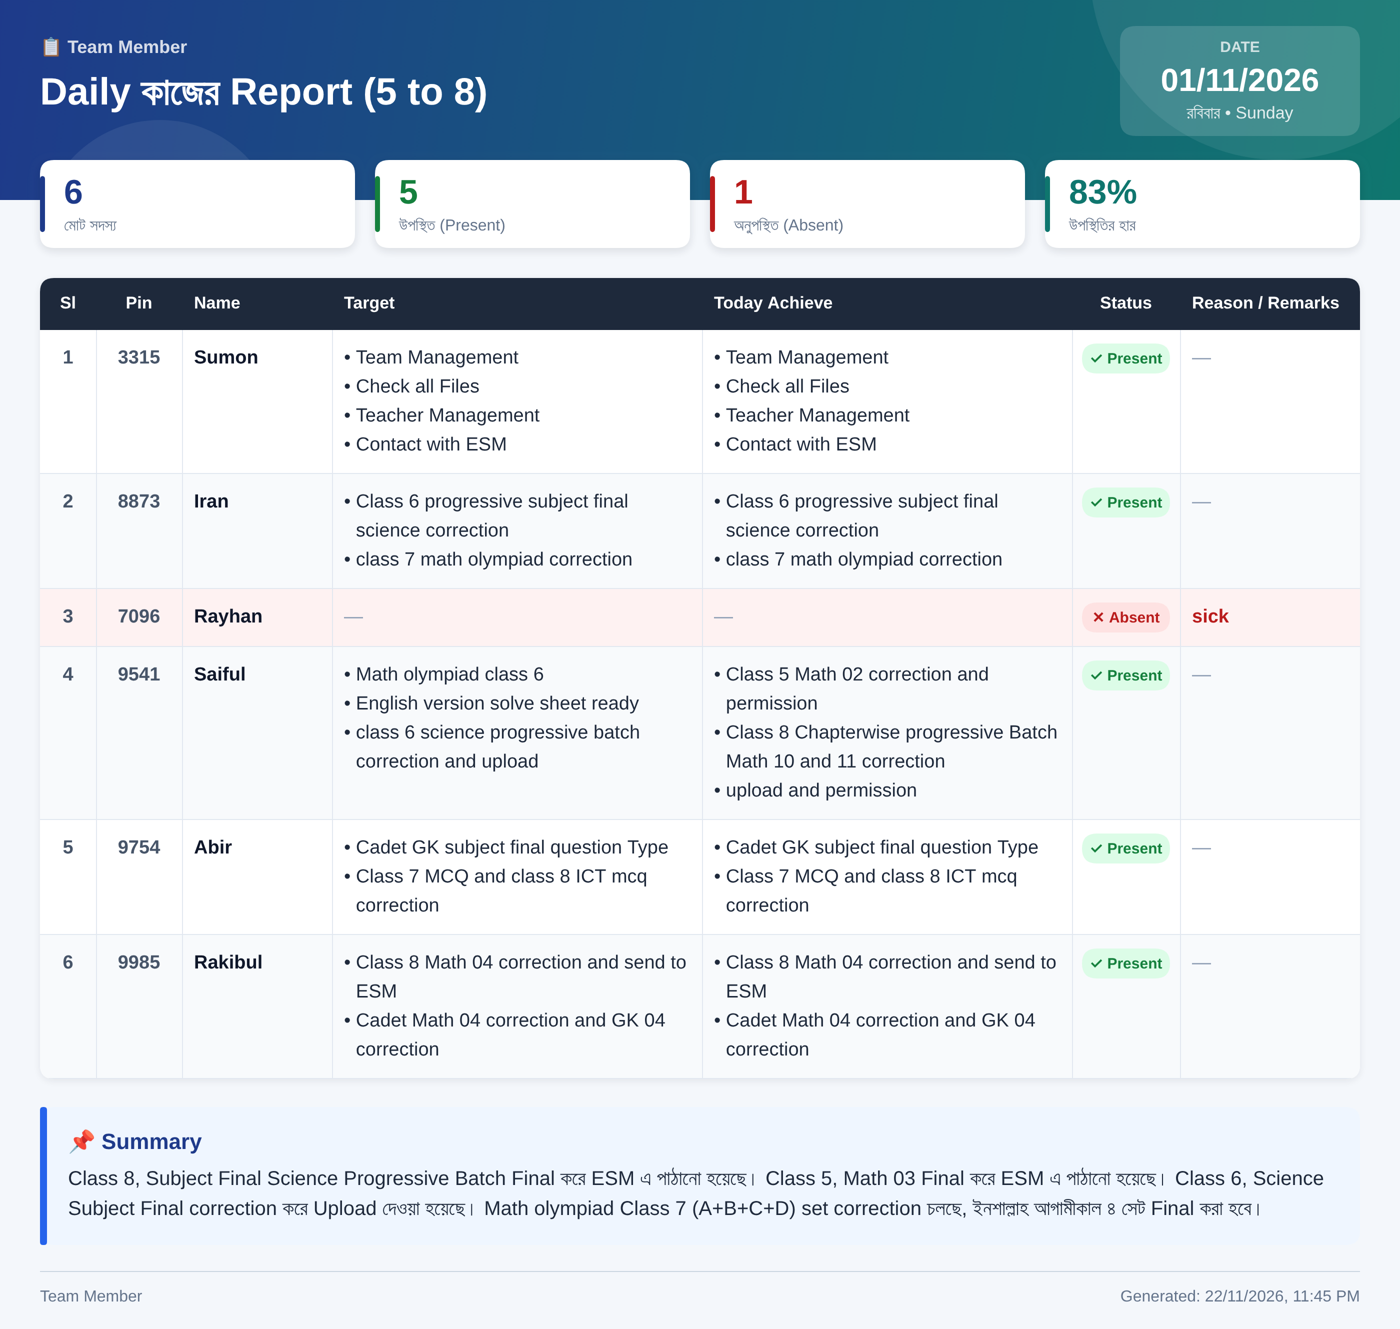 📋 Team Member
Daily কাজের Report (5 to 8)
DATE
01/11/2026
রবিবার • Sunday
6
মোট সদস্য
5
উপস্থিত (Present)
1
অনুপস্থিত (Absent)
83%
উপস্থিতির হার
Sl Pin Name Target Today Achieve Status Reason / Remarks
1 3315 Sumon • Team Management • Team Management ✓ Present —
• Check all Files • Check all Files
• Teacher Management • Teacher Management
• Contact with ESM • Contact with ESM
2 8873 Iran • Class 6 progressive subject final • Class 6 progressive subject final ✓ Present —
science correction science correction
• class 7 math olympiad correction • class 7 math olympiad correction
3 7096 Rayhan — — ✕ Absent sick
4 9541 Saiful • Math olympiad class 6 • Class 5 Math 02 correction and ✓ Present —
• English version solve sheet ready permission
• class 6 science progressive batch • Class 8 Chapterwise progressive Batch
correction and upload Math 10 and 11 correction
• upload and permission
5 9754 Abir • Cadet GK subject final question Type • Cadet GK subject final question Type ✓ Present —
• Class 7 MCQ and class 8 ICT mcq • Class 7 MCQ and class 8 ICT mcq
correction correction
6 9985 Rakibul • Class 8 Math 04 correction and send to • Class 8 Math 04 correction and send to ✓ Present —
ESM ESM
• Cadet Math 04 correction and GK 04 • Cadet Math 04 correction and GK 04
correction correction
📌 Summary
Class 8, Subject Final Science Progressive Batch Final করে ESM এ পাঠানো হয়েছে। Class 5, Math 03 Final করে ESM এ পাঠানো হয়েছে। Class 6, Science
Subject Final correction করে Upload দেওয়া হয়েছে। Math olympiad Class 7 (A+B+C+D) set correction চলছে, ইনশাল্লাহ আগামীকাল ৪ সেট Final করা হবে।
Team Member
Generated: 22/11/2026, 11:45 PM